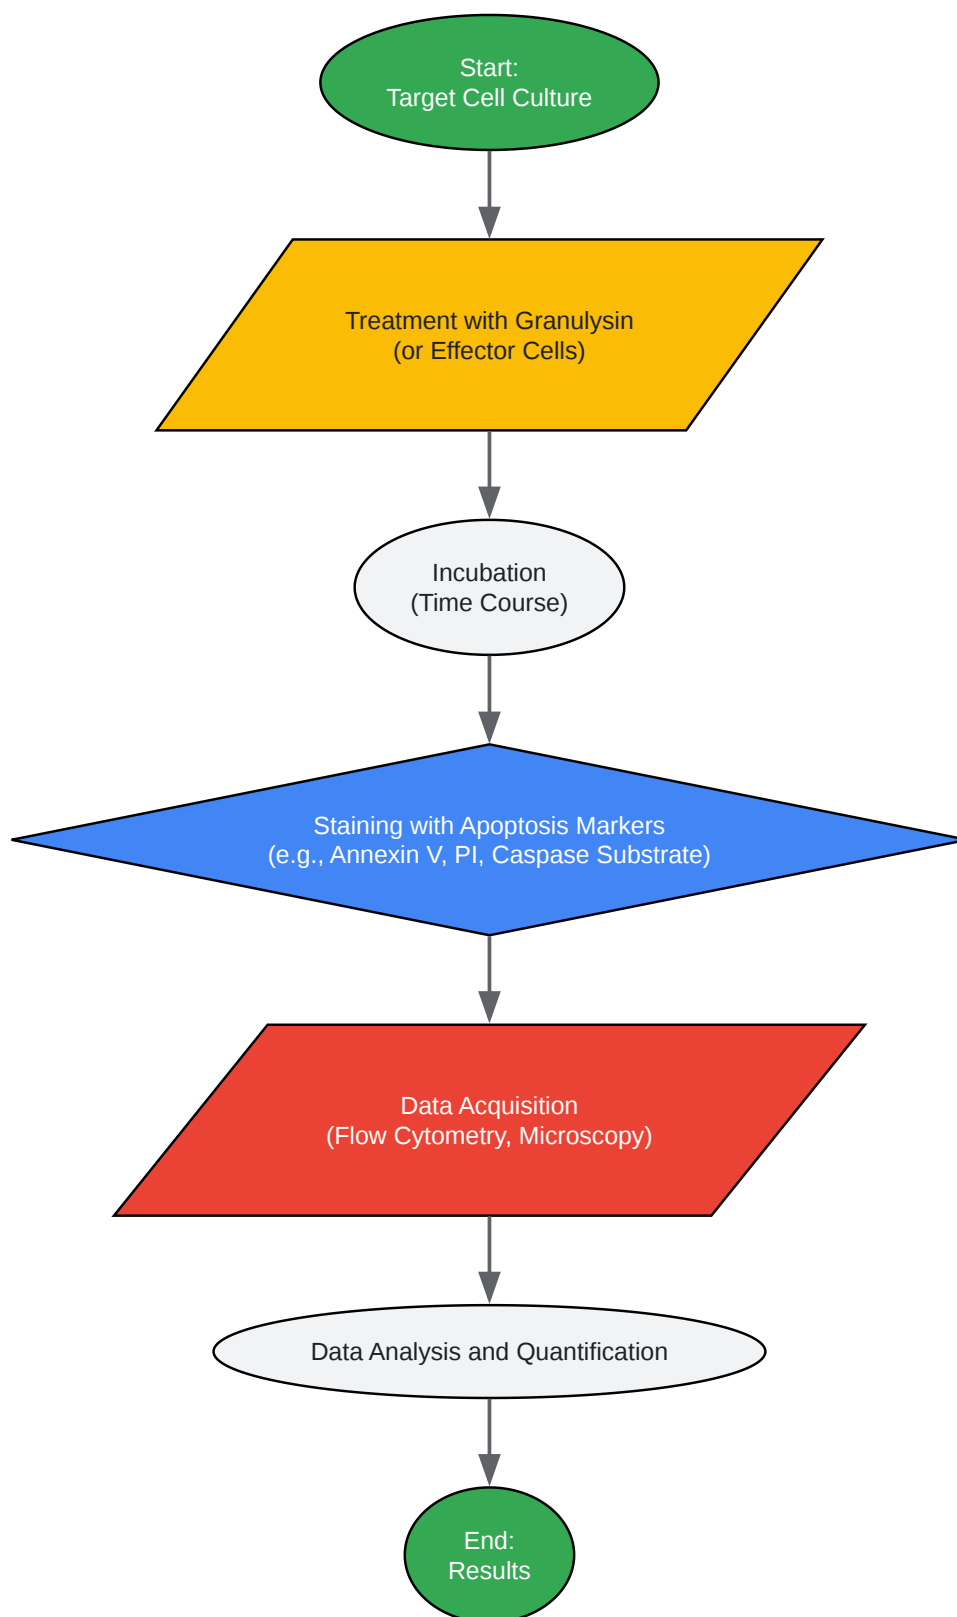 Start:
Target Cell Culture
Treatment with Granulysin
(or Effector Cells)
Incubation
(Time Course)
Staining with Apoptosis Markers
(e.g., Annexin V, PI, Caspase Substrate)
Data Acquisition
(Flow Cytometry, Microscopy)
Data Analysis and Quantification
End:
Results